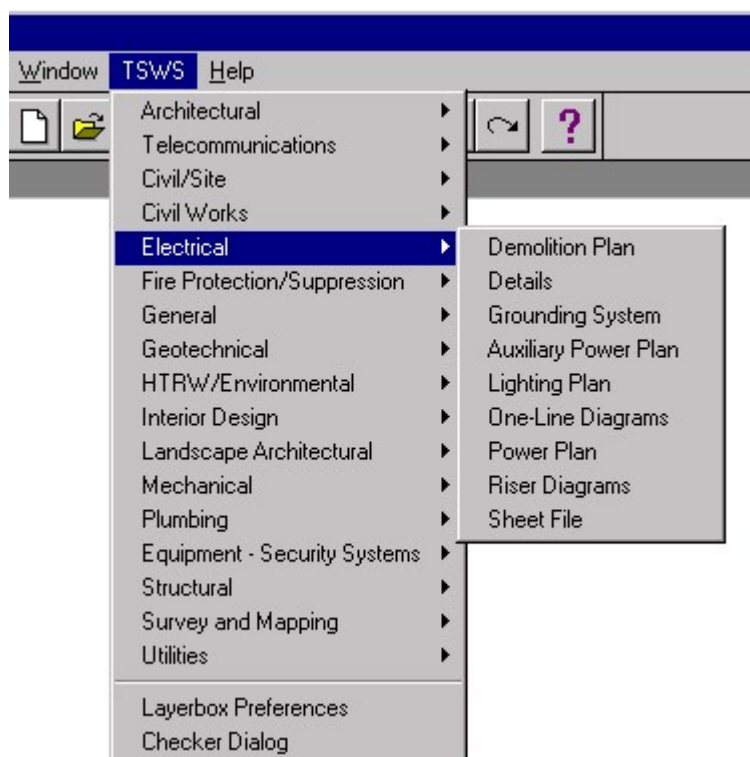 Window TSWS Help
?
Architectural
Telecommunications
Civil/Site
Civil Works
Electrical
Fire Protection/Suppression
General
Geotechnical
HTRW/Environmental
Interior Design
Landscape Architectural
Mechanical
Plumbing
Equipment - Security Systems
Structural
Survey and Mapping
Utilities
Layerbox Preferences
Checker Dialog
Demolition Plan
Details
Grounding System
Auxiliary Power Plan
Lighting Plan
One-Line Diagrams
Power Plan
Riser Diagrams
Sheet File